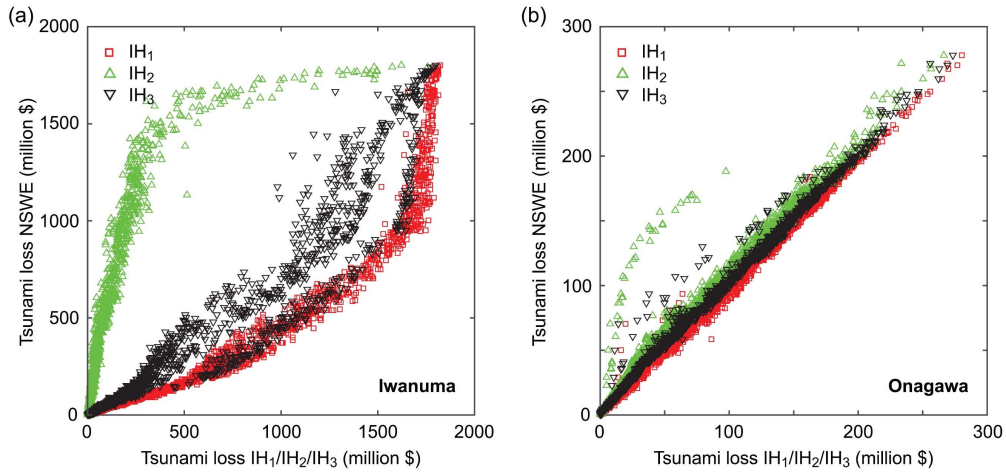 (a)
2000
1500
1000
500
0
Tsunami loss NSWE (million $)
IH₁
IH₂
IH₃
Iwanuma
0 500 1000 1500 2000
Tsunami loss IH₁/IH₂/IH₃ (million $)
(b)
300
200
100
0
Tsunami loss NSWE (million $)
IH₁
IH₂
IH₃
Onagawa
0 100 200 300
Tsunami loss IH₁/IH₂/IH₃ (million $)